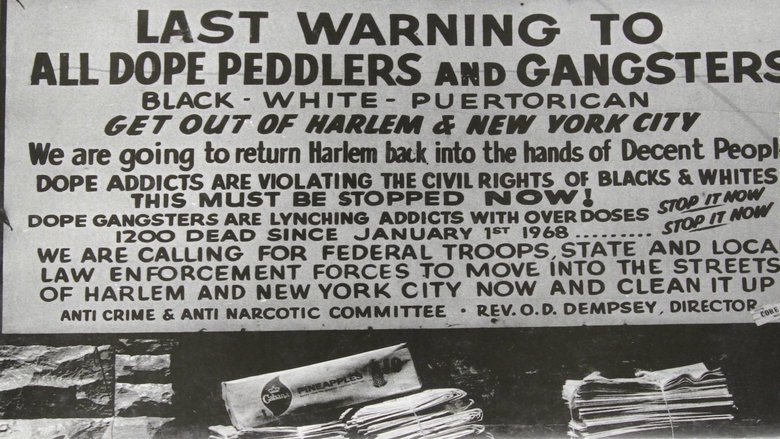 LAST WARNING TO
ALL DOPE PEDDLERS AND GANGSTERS
BLACK - WHITE - PUERTORICAN
GET OUT OF HARLEM & NEW YORK CITY
We are going to return Harlem back into the hands of Decent Peopl
DOPE ADDICTS ARE VIOLATING THE CIVIL RIGHTS OF BLACKS & WHITES
THIS MUST BE STOPPED NOW!
DOPE GANGSTERS ARE LYNCHING ADDICTS WITH OVER DOSES STOP IT NOW
1200 DEAD SINCE JANUARY 1ST 1968 ......... STOP IT NOW
WE ARE CALLING FOR FEDERAL TROOPS, STATE AND LOCA
LAW ENFORCEMENT FORCES TO MOVE INTO THE STREETS
OF HARLEM AND NEW YORK CITY NOW AND CLEAN IT UP
ANTI CRIME & ANTI NARCOTIC COMMITTEE • REV. O. D. DEMPSEY, DIRECTOR
CORE
Cabana PINEAPPLES